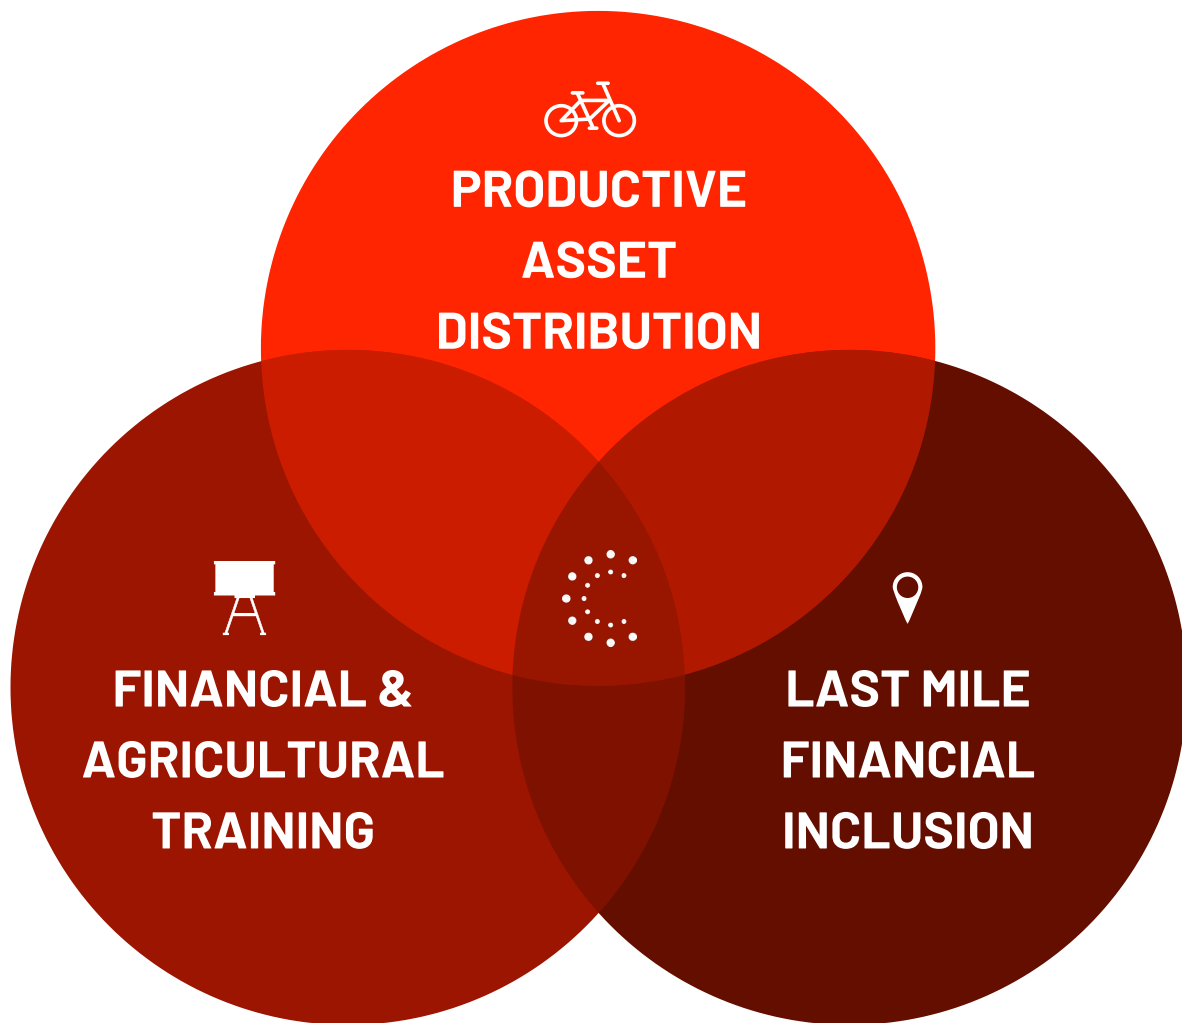 PRODUCTIVE
ASSET
DISTRIBUTION
FINANCIAL &
AGRICULTURAL
TRAINING
LAST MILE
FINANCIAL
INCLUSION